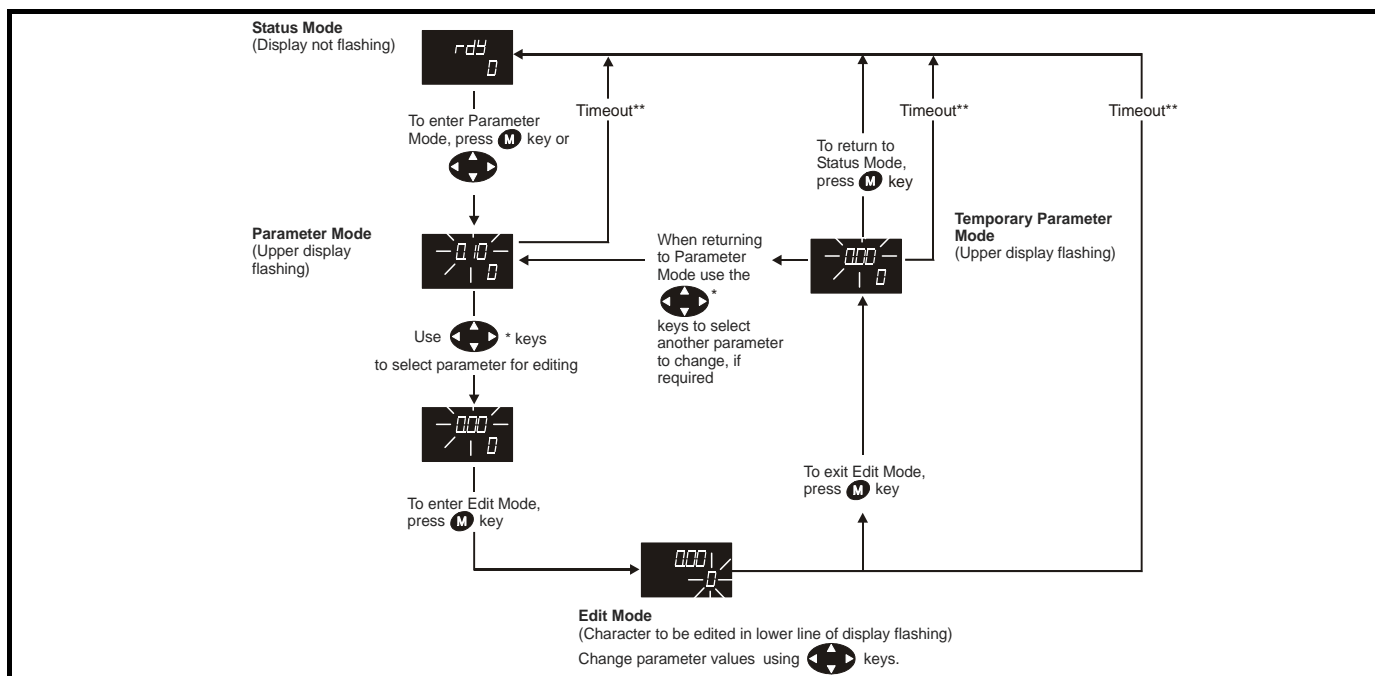 Status Mode
(Display not flashing)
rdY
0
Timeout**
Timeout**
Timeout**
To enter Parameter
Mode, press M key or
To return to
Status Mode,
press M key
Parameter Mode
(Upper display
flashing)
0.10
0
When returning
to Parameter
Mode use the
*
keys to select
another parameter
to change, if
required
0.00
0
Temporary Parameter
Mode
(Upper display flashing)
Use * keys
to select parameter for editing
0.00
0
To enter Edit Mode,
press M key
To exit Edit Mode,
press M key
0.00
0
Edit Mode
(Character to be edited in lower line of display flashing)
Change parameter values using keys.